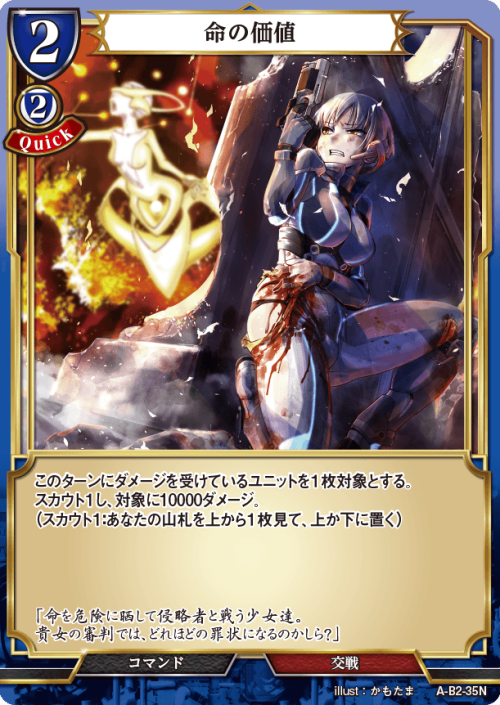 2
命の価値
2
Quick
このターンにダメージを受けているユニットを1枚対象とする。
スカウト1し、対象に10000ダメージ。
(スカウト1:あなたの山札を上から1枚見て、上か下に置く)
「命を危険に晒して侵略者と戦う少女達。
貴女の審判では、どれほどの罪状になるのかしら?」
コマンド
交戦
illust:かもたま A-B2-35N